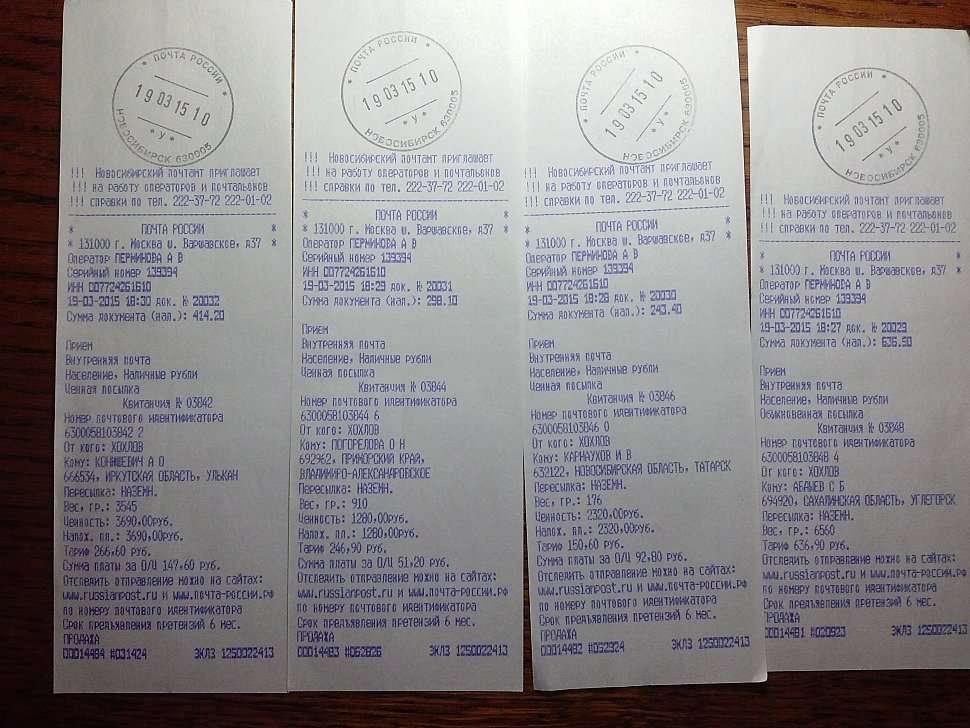 * ПОЧТА РОССИИ *
19 03 15 10
* У *
НОВОСИБИРСК 630005
!!! Новосибирский почтамт приглашает
!!! на работу операторов и почтальонов
!!! справки по тел. 222-37-72 222-01-02
* ПОЧТА РОССИИ *
* 131000 г. Москва ш. Варшавское, д37 *
Оператор ПЕРМИНОВА А В
Серийный номер 139394
ИНН 007724261610
19-03-2015 18:30 док. № 20032
Сумма документа (нал.): 414.20
Прием
Внутренняя почта
Население, Наличные рубли
Ценная посылка
Квитанция № 03842
Номер почтового идентификатора
6300058103842 2
От кого: ХОХЛОВ
Кому: КОНЫШЕВИЧ А О
666534, ИРКУТСКАЯ ОБЛАСТЬ, УЛЬКАН
Пересылка: НАЗЕМН.
Вес, гр.: 3545
Ценность: 3690,00руб.
Налож. пл.: 3690,00руб.
Тариф 266,60 руб.
Сумма платы за О/Ц 147,60 руб.
Отследить отправление можно на сайтах:
www.russianpost.ru и www.почта-россии.рф
по номеру почтового идентификатора
Срок предъявления претензий 6 мес.
ПРОДАЖА
00014484 #031424 ЭКЛЗ 1250022413
* ПОЧТА РОССИИ *
19 03 15 10
* У *
НОВОСИБИРСК 630005
!!! Новосибирский почтамт приглашает
!!! на работу операторов и почтальонов
!!! справки по тел. 222-37-72 222-01-02
* ПОЧТА РОССИИ *
* 131000 г. Москва ш. Варшавское, д37 *
Оператор ПЕРМИНОВА А В
Серийный номер 139394
ИНН 007724261610
19-03-2015 18:29 док. № 20031
Сумма документа (нал.): 298.10
Прием
Внутренняя почта
Население, Наличные рубли
Ценная посылка
Квитанция № 03844
Номер почтового идентификатора
6300058103844 6
От кого: ХОХЛОВ
Кому: ПОГОРЕЛОВА О Н
692962, ПРИМОРСКИЙ КРАЙ,
ВЛАДИМИРО-АЛЕКСАНДРОВСКОЕ
Пересылка: НАЗЕМН.
Вес, гр.: 910
Ценность: 1280,00руб.
Налож. пл.: 1280,00руб.
Тариф 246,90 руб.
Сумма платы за О/Ц 51,20 руб.
Отследить отправление можно на сайтах:
www.russianpost.ru и www.почта-россии.рф
по номеру почтового идентификатора
Срок предъявления претензий 6 мес.
ПРОДАЖА
00014483 #062826 ЭКЛЗ 1250022413
* ПОЧТА РОССИИ *
19 03 15 10
* У *
НОВОСИБИРСК 630005
!!! Новосибирский почтамт приглашает
!!! на работу операторов и почтальонов
!!! справки по тел. 222-37-72 222-01-02
* ПОЧТА РОССИИ *
* 131000 г. Москва ш. Варшавское, д37 *
Оператор ПЕРМИНОВА А В
Серийный номер 139394
ИНН 007724261610
19-03-2015 18:28 док. № 20030
Сумма документа (нал.): 243.40
Прием
Внутренняя почта
Население, Наличные рубли
Ценная посылка
Квитанция № 03846
Номер почтового идентификатора
6300058103846 0
От кого: ХОХЛОВ
Кому: КАРНАУХОВ И В
632122, НОВОСИБИРСКАЯ ОБЛАСТЬ, ТАТАРСК
Пересылка: НАЗЕМН.
Вес, гр.: 176
Ценность: 2320,00руб.
Налож. пл.: 2320,00руб.
Тариф 150,60 руб.
Сумма платы за О/Ц 92,80 руб.
Отследить отправление можно на сайтах:
www.russianpost.ru и www.почта-россии.рф
по номеру почтового идентификатора
Срок предъявления претензий 6 мес.
ПРОДАЖА
00014482 #052924 ЭКЛЗ 1250022413
* ПОЧТА РОССИИ *
19 03 15 10
* У *
НОВОСИБИРСК 630005
!!! Новосибирский почтамт приглашает
!!! на работу операторов и почтальонов
!!! справки по тел. 222-37-72 222-01-02
* ПОЧТА РОССИИ *
* 131000 г. Москва ш. Варшавское, д37 *
Оператор ПЕРМИНОВА А В
Серийный номер 139394
ИНН 007724261610
19-03-2015 18:27 док. № 20029
Сумма документа (нал.): 636.90
Прием
Внутренняя почта
Население, Наличные рубли
Обыкновенная посылка
Квитанция № 03848
Номер почтового идентификатора
6300058103848 4
От кого: ХОХЛОВ
Кому: АБАШЕВ С Б
694920, САХАЛИНСКАЯ ОБЛАСТЬ, УГЛЕГОРСК
Пересылка: НАЗЕМН.
Вес, гр.: 6560
Тариф 636,90 руб.
Отследить отправление можно на сайтах:
www.russianpost.ru и www.почта-россии.рф
по номеру почтового идентификатора
Срок предъявления претензий 6 мес.
ПРОДАЖА
00014481 #020923 ЭКЛЗ 1250022413